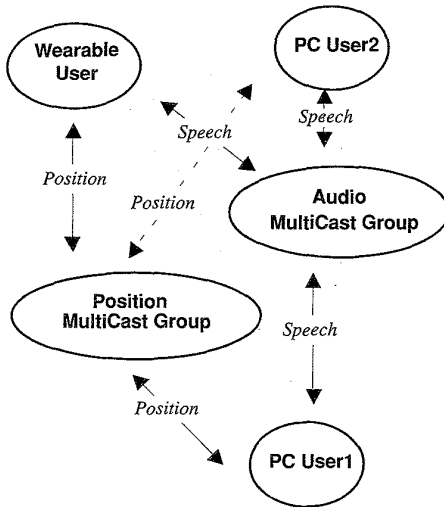 Wearable
User
PC User2
Speech
Speech
Position
Position
Audio
MultiCast Group
Position
MultiCast Group
Speech
Position
PC User1